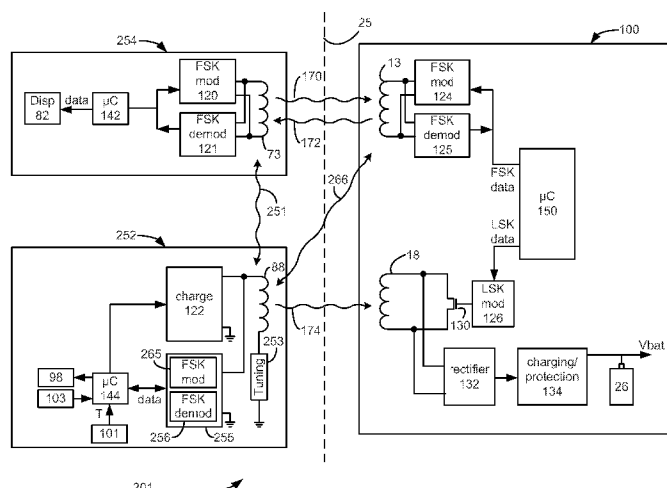 25
254
100
Disp
82
data
µC
142
FSK
mod
120
FSK
demod
121
73
170
172
13
FSK
mod
124
FSK
demod
125
FSK
data
µC
150
LSK
data
251
266
252
88
charge
122
174
18
130
LSK
mod
126
265
253
Tuning
98
103
µC
144
T
101
data
FSK
mod
FSK
demod
256
255
rectifier
132
charging/
protection
134
Vbat
26
201